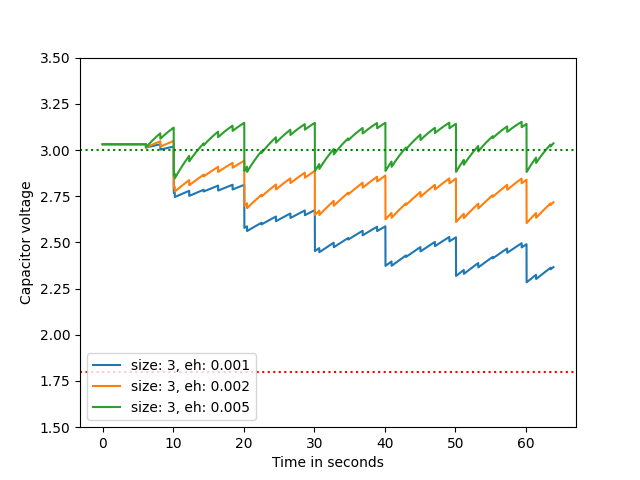 3.50
3.25
3.00
2.75
2.50
2.25
2.00
1.75
1.50
Capacitor voltage
size: 3, eh: 0.001
size: 3, eh: 0.002
size: 3, eh: 0.005
0 10 20 30 40 50 60
Time in seconds